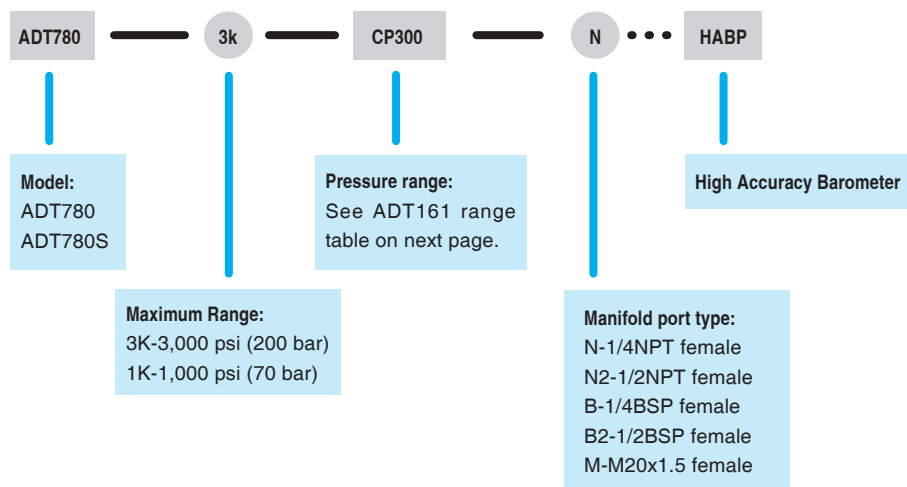 ADT780
3k
CP300
N
HABP
Model:
ADT780
ADT780S
Pressure range:
See ADT161 range
table on next page.
High Accuracy Barometer
Maximum Range:
3K-3,000 psi (200 bar)
1K-1,000 psi (70 bar)
Manifold port type:
N-1/4NPT female
N2-1/2NPT female
B-1/4BSP female
B2-1/2BSP female
M-M20x1.5 female